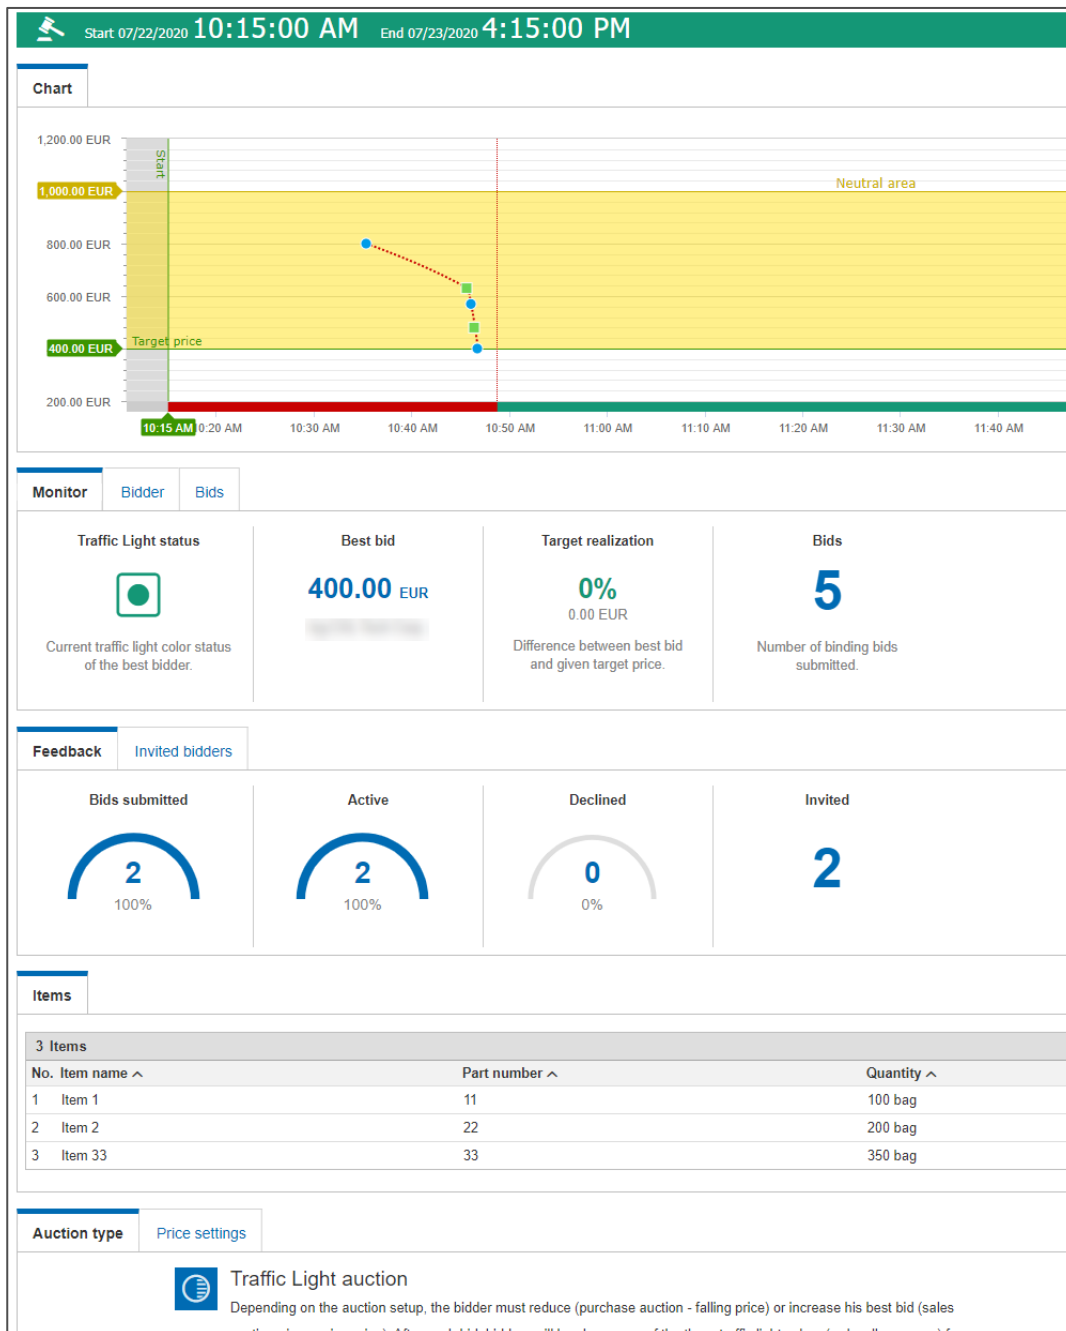 Start 07/22/2020 10:15:00 AM End 07/23/2020 4:15:00 PM
Chart
1,200.00 EUR
Start
1,000.00 EUR
Neutral area
800.00 EUR
600.00 EUR
Target price
400.00 EUR
200.00 EUR
10:15 AM 0:20 AM 10:30 AM 10:40 AM 10:50 AM 11:00 AM 11:10 AM 11:20 AM 11:30 AM 11:40 AM
Monitor Bidder Bids
Traffic Light status Best bid Target realization Bids
400.00 EUR 0% 5
0.00 EUR
Current traffic light color status Difference between best bid Number of binding bids
of the best bidder. and given target price. submitted.
Feedback Invited bidders
Bids submitted Active Declined Invited
2 2 0 2
100% 100% 0%
Items
3 Items
No. Item name Part number Quantity
1 Item 1 11 100 bag
2 Item 2 22 200 bag
3 Item 33 33 350 bag
Auction type Price settings
Traffic Light auction
Depending on the auction setup, the bidder must reduce (purchase auction - falling price) or increase his best bid (sales